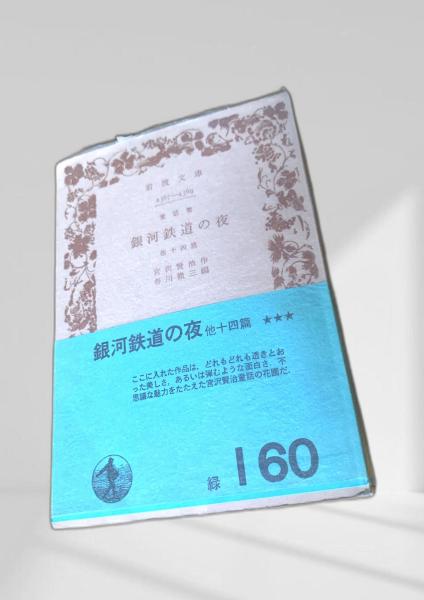 岩波文庫
4367—4369
童話集
銀河鉄道の夜
他十四篇
宮沢賢治作
谷川徹三編
銀河鉄道の夜 他十四篇 ★★★
ここに入れた作品は、どれもどれも透きとお
った美しさ、あるいは弾むような面白さ、不
思議な魅力をたたえた宮沢賢治童話の花園だ.
緑 160